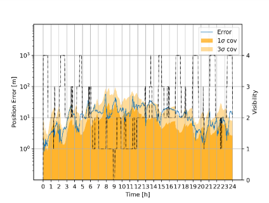 Error
1σ cov
3σ cov
Position Error [m]
10³
10²
10¹
10⁰
4
3
2
1
0
Visibility
0 1 2 3 4 5 6 7 8 9 10 11 12 13 14 15 16 17 18 19 20 21 22 23 24
Time [h]